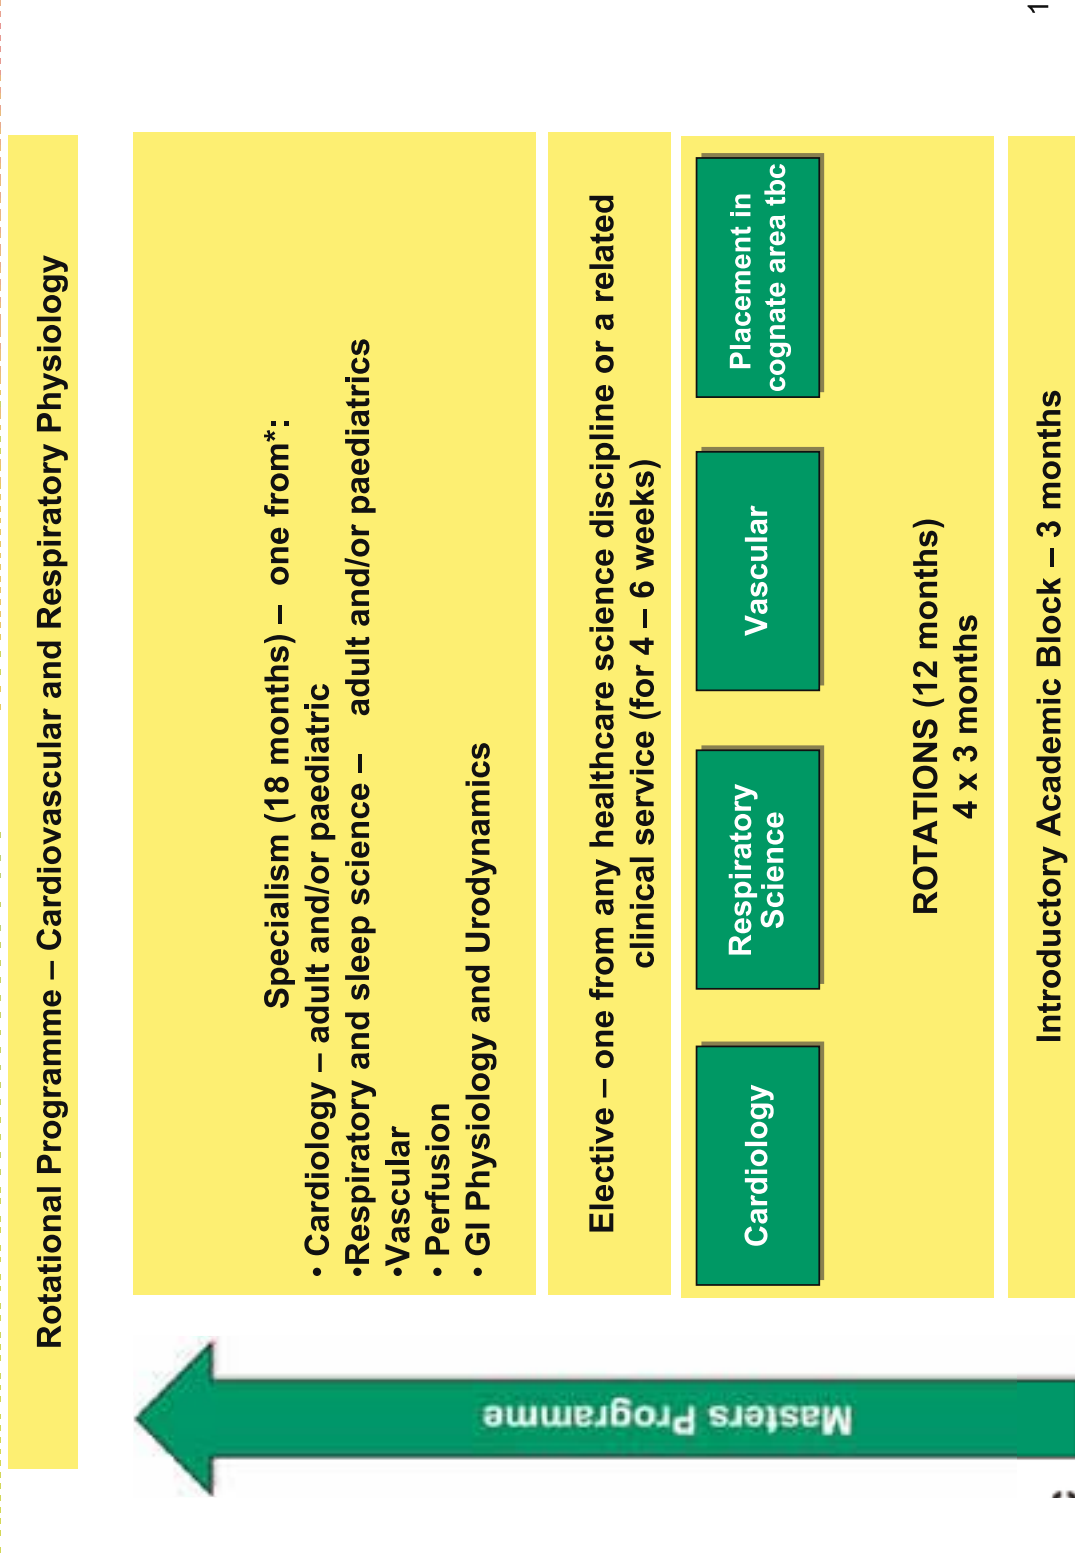 Rotational Programme – Cardiovascular and Respiratory Physiology
Specialism (18 months) – one from*:
• Cardiology – adult and/or paediatric
•Respiratory and sleep science – adult and/or paediatrics
•Vascular
• Perfusion
• GI Physiology and Urodynamics
Elective – one from any healthcare science discipline or a related
clinical service (for 4 – 6 weeks)
Cardiology
Respiratory
Science
Vascular
Placement in
cognate area tbc
ROTATIONS (12 months)
4 x 3 months
Introductory Academic Block – 3 months
Masters Programme
1